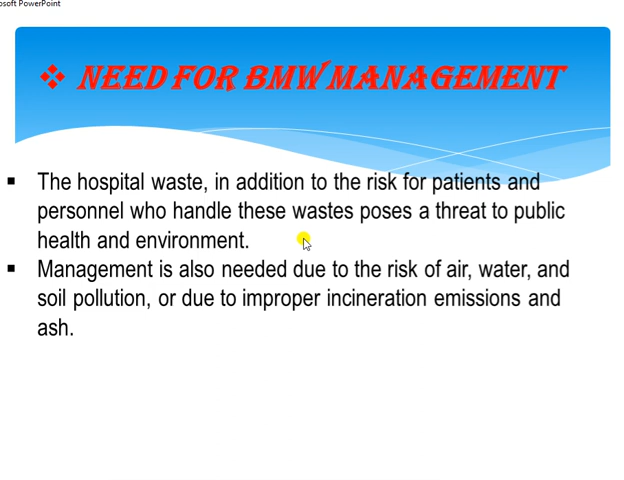 osoft PowerPoint
❖ NEED FOR BMW MANAGEMENT
▪ The hospital waste, in addition to the risk for patients and
personnel who handle these wastes poses a threat to public
health and environment.
▪ Management is also needed due to the risk of air, water, and
soil pollution, or due to improper incineration emissions and
ash.